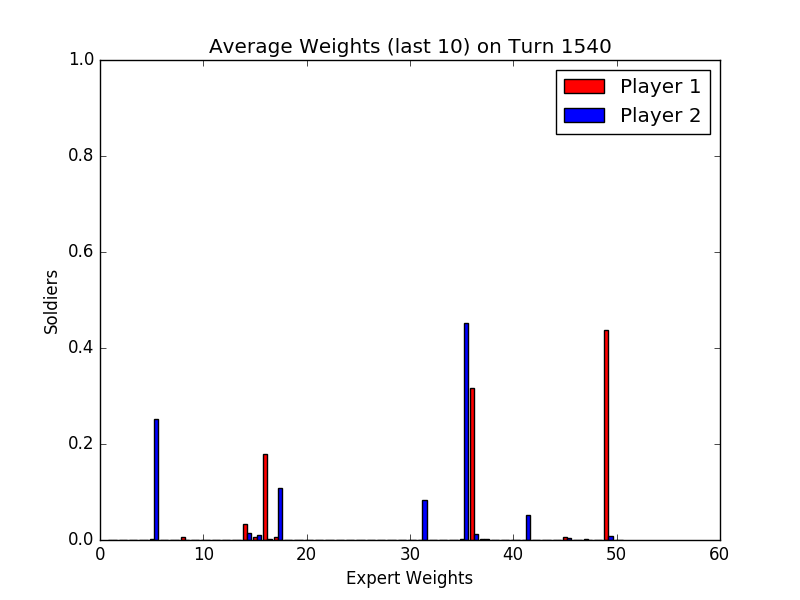 Average Weights (last 10) on Turn 1540
1.0
0.8
0.6
0.4
0.2
0.0
Soldiers
Player 1
Player 2
0 10 20 30 40 50 60
Expert Weights